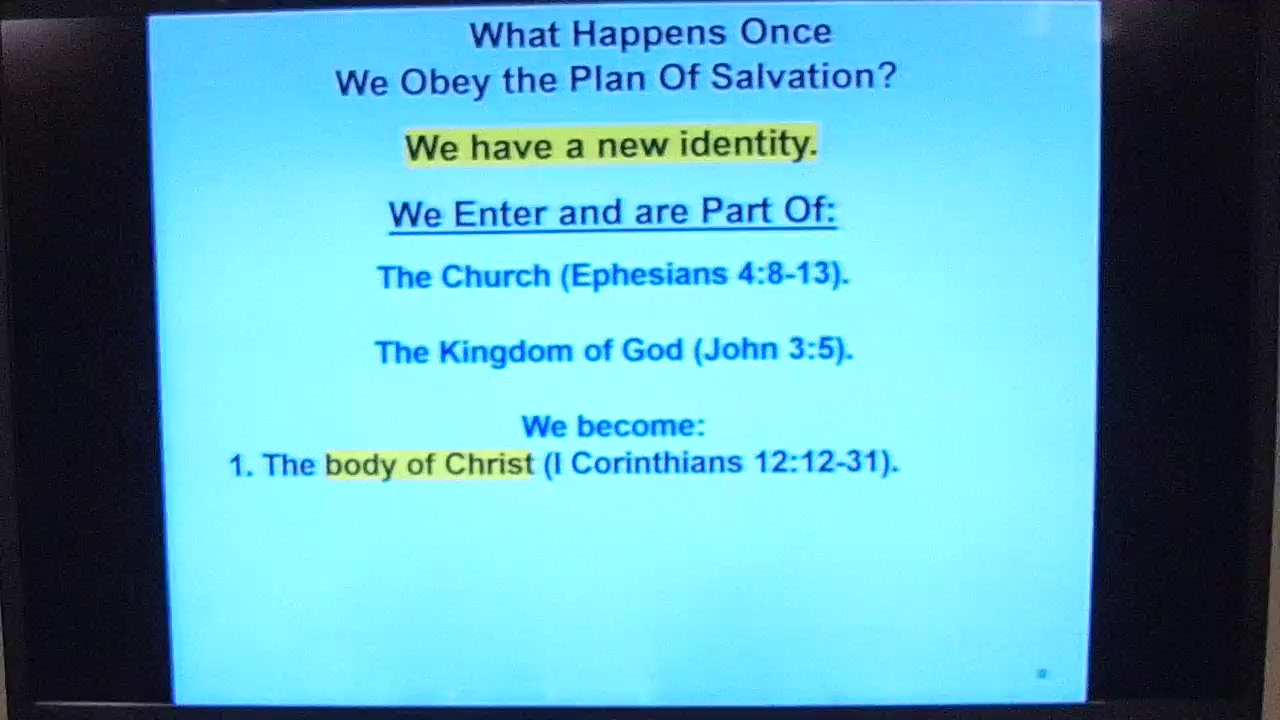 What Happens Once
We Obey the Plan Of Salvation?
We have a new identity.
We Enter and are Part Of:
The Church (Ephesians 4:8-13).
The Kingdom of God (John 3:5).
We become:
1. The body of Christ (I Corinthians 12:12-31).